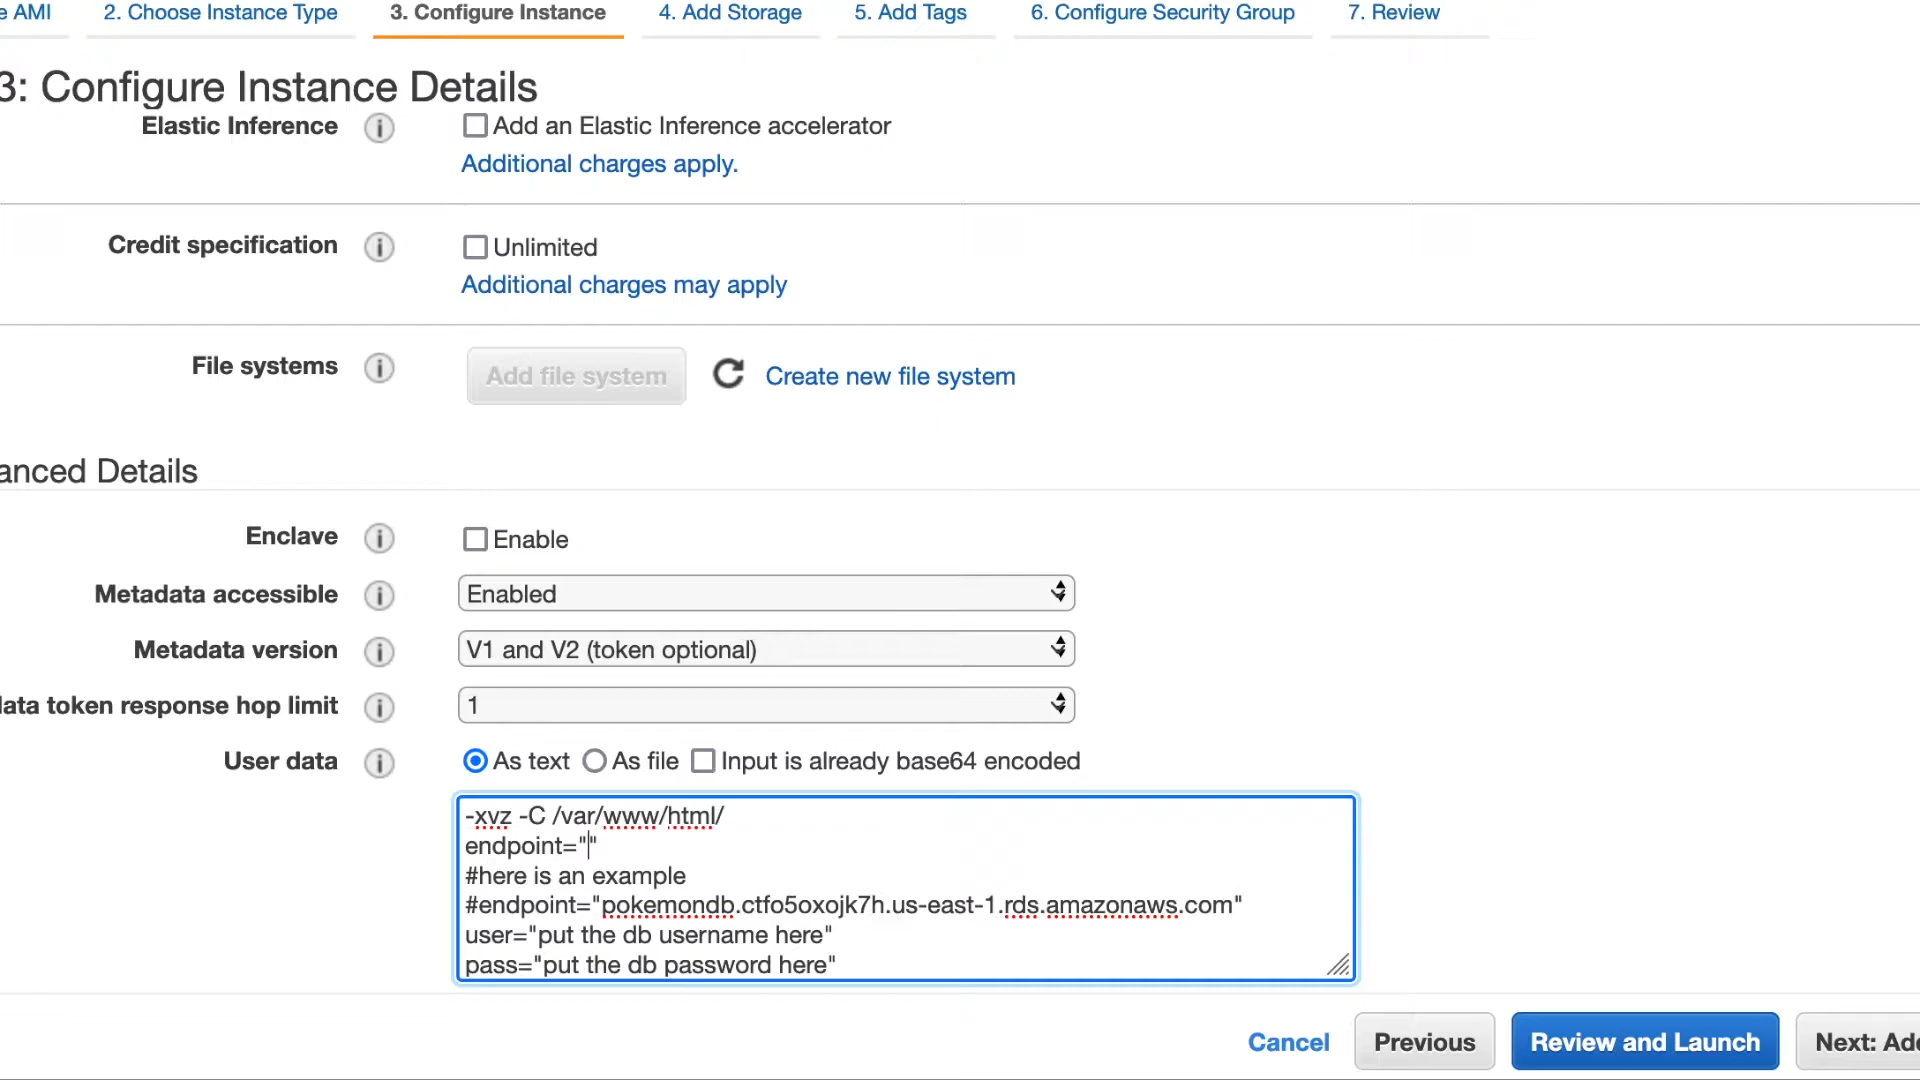 e AMI 2. Choose Instance Type 3. Configure Instance 4. Add Storage 5. Add Tags 6. Configure Security Group 7. Review
3: Configure Instance Details
Elastic Inference i Add an Elastic Inference accelerator
Additional charges apply.
Credit specification i Unlimited
Additional charges may apply
File systems i Add file system Create new file system
anced Details
Enclave i Enable
Metadata accessible i Enabled
Metadata version i V1 and V2 (token optional)
data token response hop limit i 1
User data i As text As file Input is already base64 encoded
-xvz -C /var/www/html/
endpoint=""
#here is an example
#endpoint="pokemondb.ctfo5oxojk7h.us-east-1.rds.amazonaws.com"
user="put the db username here"
pass="put the db password here"
Cancel Previous Review and Launch Next: Add